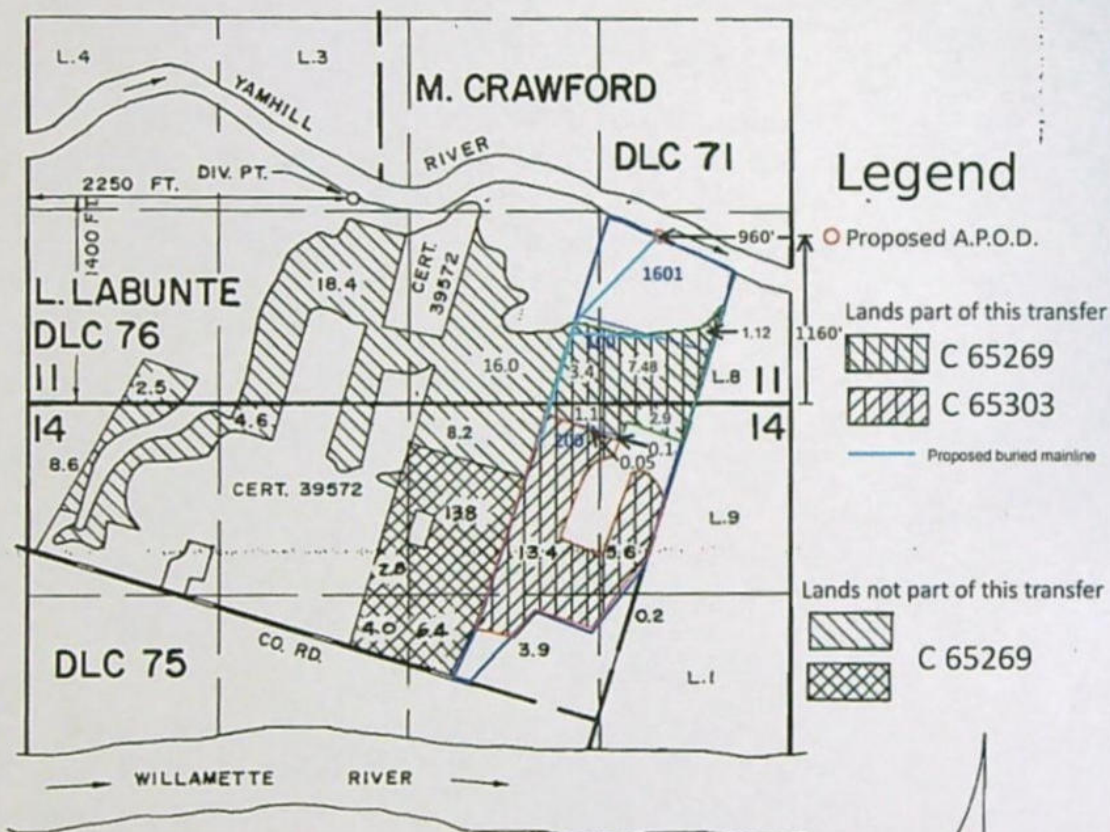 L.4
L.3
YAMHILL
RIVER
M. CRAWFORD
DLC 71
DIV. PT.
2250 FT.
1400 FT.
L. LABUNTE
DLC 76
11
14
18.4
CERT.
39572
16.0
2.5
4.6
8.6
8.2
CERT. 39572
138
4.0
6.4
1601
960'
1160'
1.12
3.4
7.48
L.8
11
14
1.1
2.9
200
0.1
0.05
L.9
13.4
5.6
0.2
3.9
L.1
CO. RD.
DLC 75
WILLAMETTE RIVER
Legend
Proposed A.P.O.D.
Lands part of this transfer
C 65269
C 65303
Proposed buried mainline
Lands not part of this transfer
C 65269